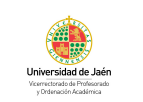 Universidad de Jaén
Vicerrectorado de Profesorado
y Ordenación Académica